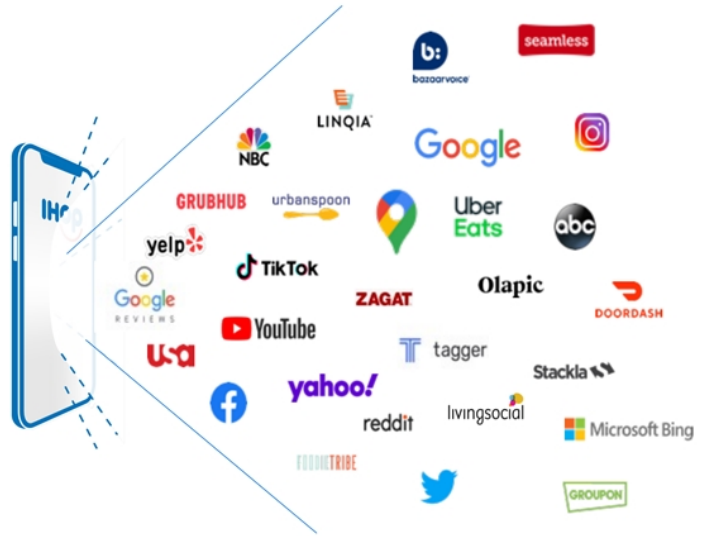 b:
bazaarvoice
seamless
LINQIA
NBC
Google
GRUBHUB
urbanspoon
Uber
Eats
abc
yelp
TikTok
Olapic
Google
REVIEWS
ZAGAT
DOORDASH
YouTube
usa
tagger
Stackla
yahoo!
livingsocial
reddit
Microsoft Bing
FOODIETRIBE
GROUPON